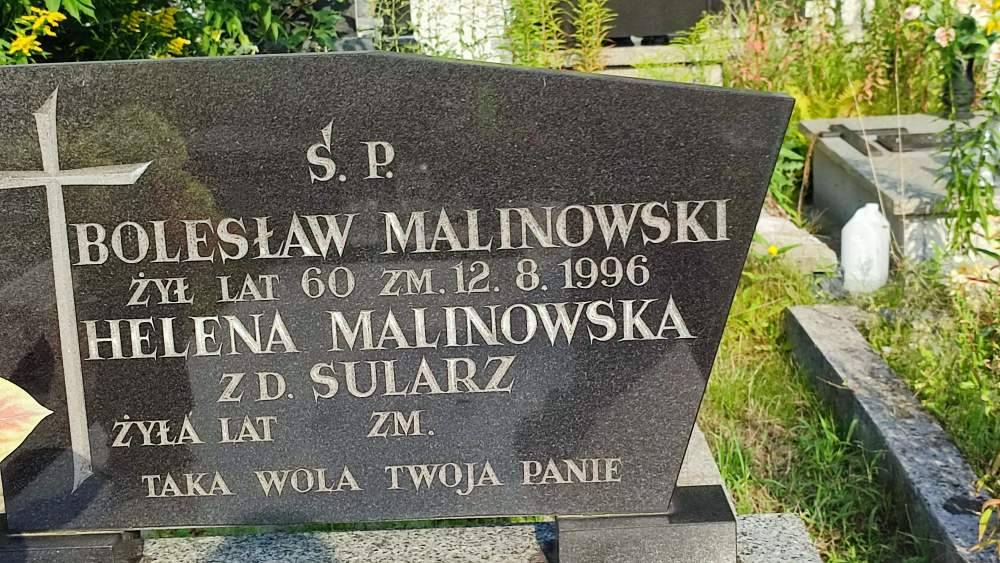 Ś. P.
BOLESŁAW MALINOWSKI
ŻYŁ LAT 60 ZM. 12. 8. 1996
HELENA MALINOWSKA
ZD. SULARZ
ŻYŁA LAT ZM.
TAKA WOLA TWOJA PANIE